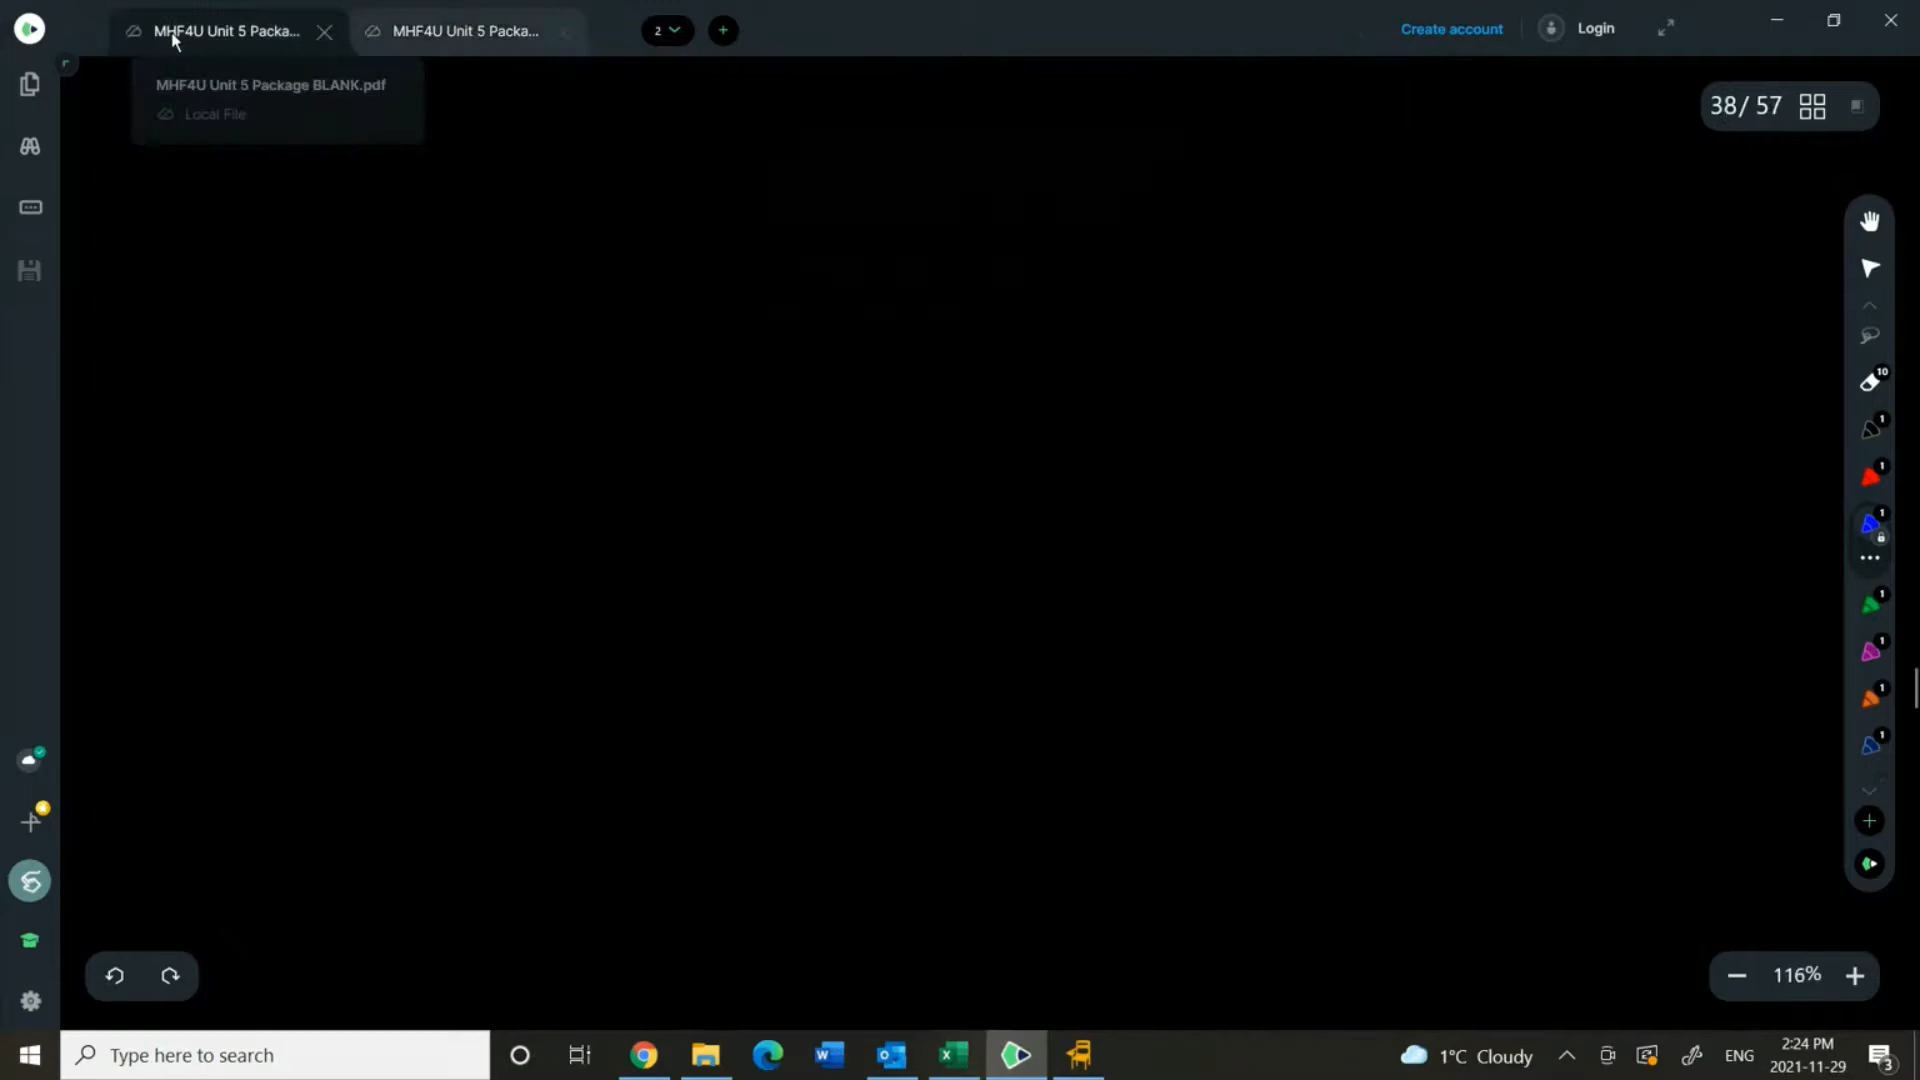 MHF4U Unit 5 Packa...
MHF4U Unit 5 Packa...
2
Create account
Login
MHF4U Unit 5 Package BLANK.pdf
Local File
38/ 57
10
1
1
1
1
1
1
1
116%
Type here to search
1°C Cloudy
ENG
2:24 PM
2021-11-29
3